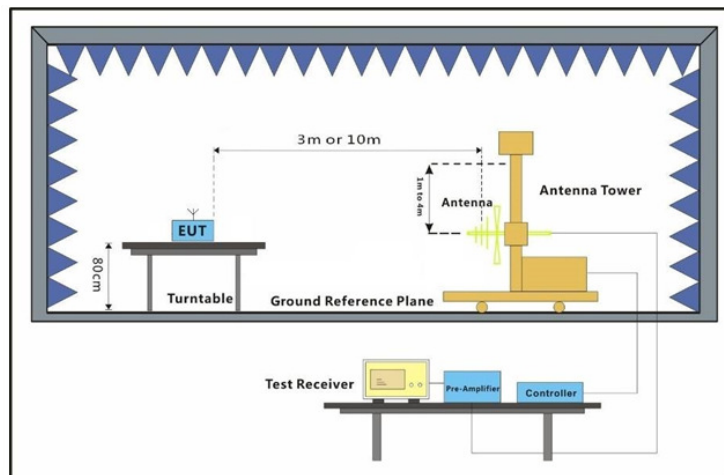 3m or 10m
1m to 4m
Antenna
Antenna Tower
EUT
80cm
Turntable
Ground Reference Plane
Test Receiver
Pre-Amplifier
Controller